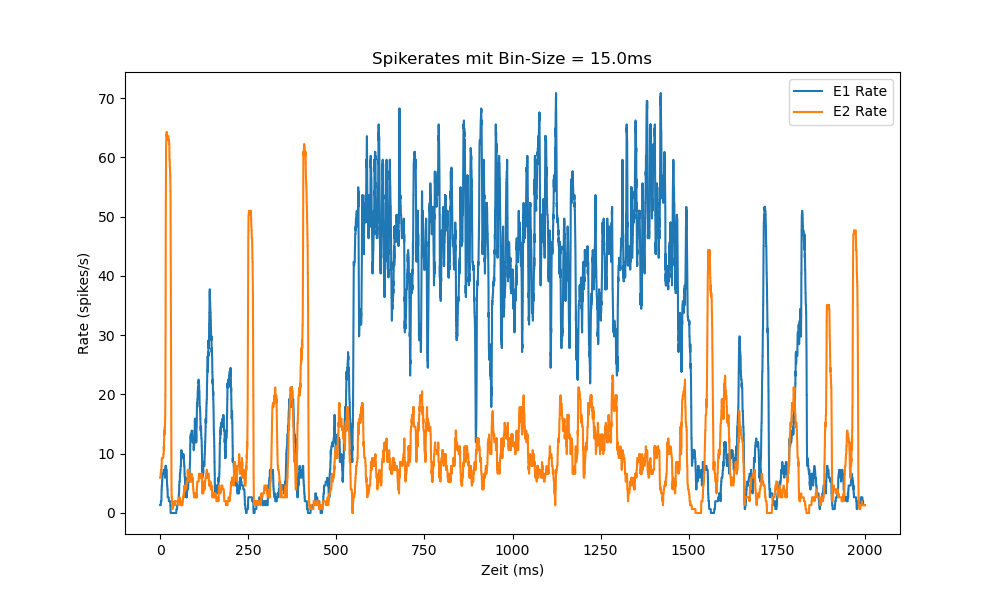 Spikerates mit Bin-Size = 15.0ms
E1 Rate
E2 Rate
Rate (spikes/s)
70
60
50
40
30
20
10
0
0 250 500 750 1000 1250 1500 1750 2000
Zeit (ms)